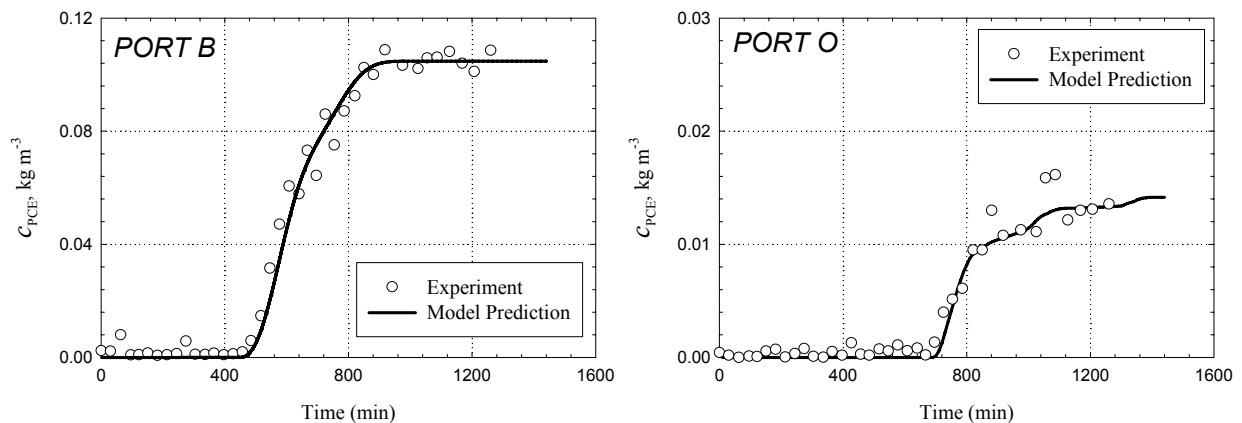 PORT B
Experiment
Model Prediction
0.12
0.08
0.04
0.00
c_PCE, kg m⁻³
0
400
800
1200
1600
Time (min)
PORT O
Experiment
Model Prediction
0.03
0.02
0.01
0.00
c_PCE, kg m⁻³
0
400
800
1200
1600
Time (min)